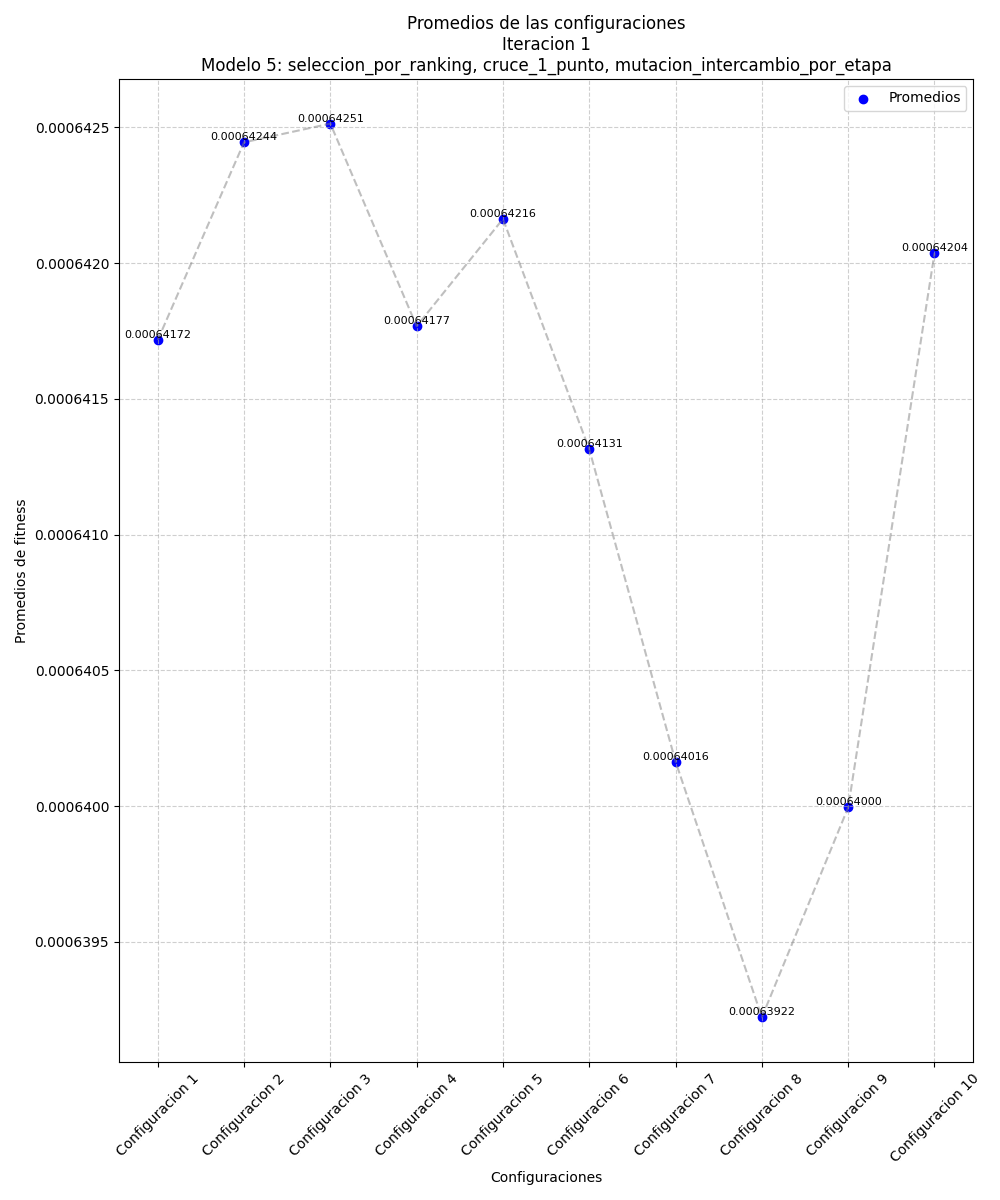 Promedios de las configuraciones
Iteracion 1
Modelo 5: seleccion_por_ranking, cruce_1_punto, mutacion_intercambio_por_etapa
Promedios
0.0006425
0.0006420
0.0006415
0.0006410
0.0006405
0.0006400
0.0006395
Promedios de fitness
0.00064172
0.00064244
0.00064251
0.00064177
0.00064216
0.00064131
0.00064016
0.00063922
0.00064000
0.00064204
Configuracion 1
Configuracion 2
Configuracion 3
Configuracion 4
Configuracion 5
Configuracion 6
Configuracion 7
Configuracion 8
Configuracion 9
Configuracion 10
Configuraciones